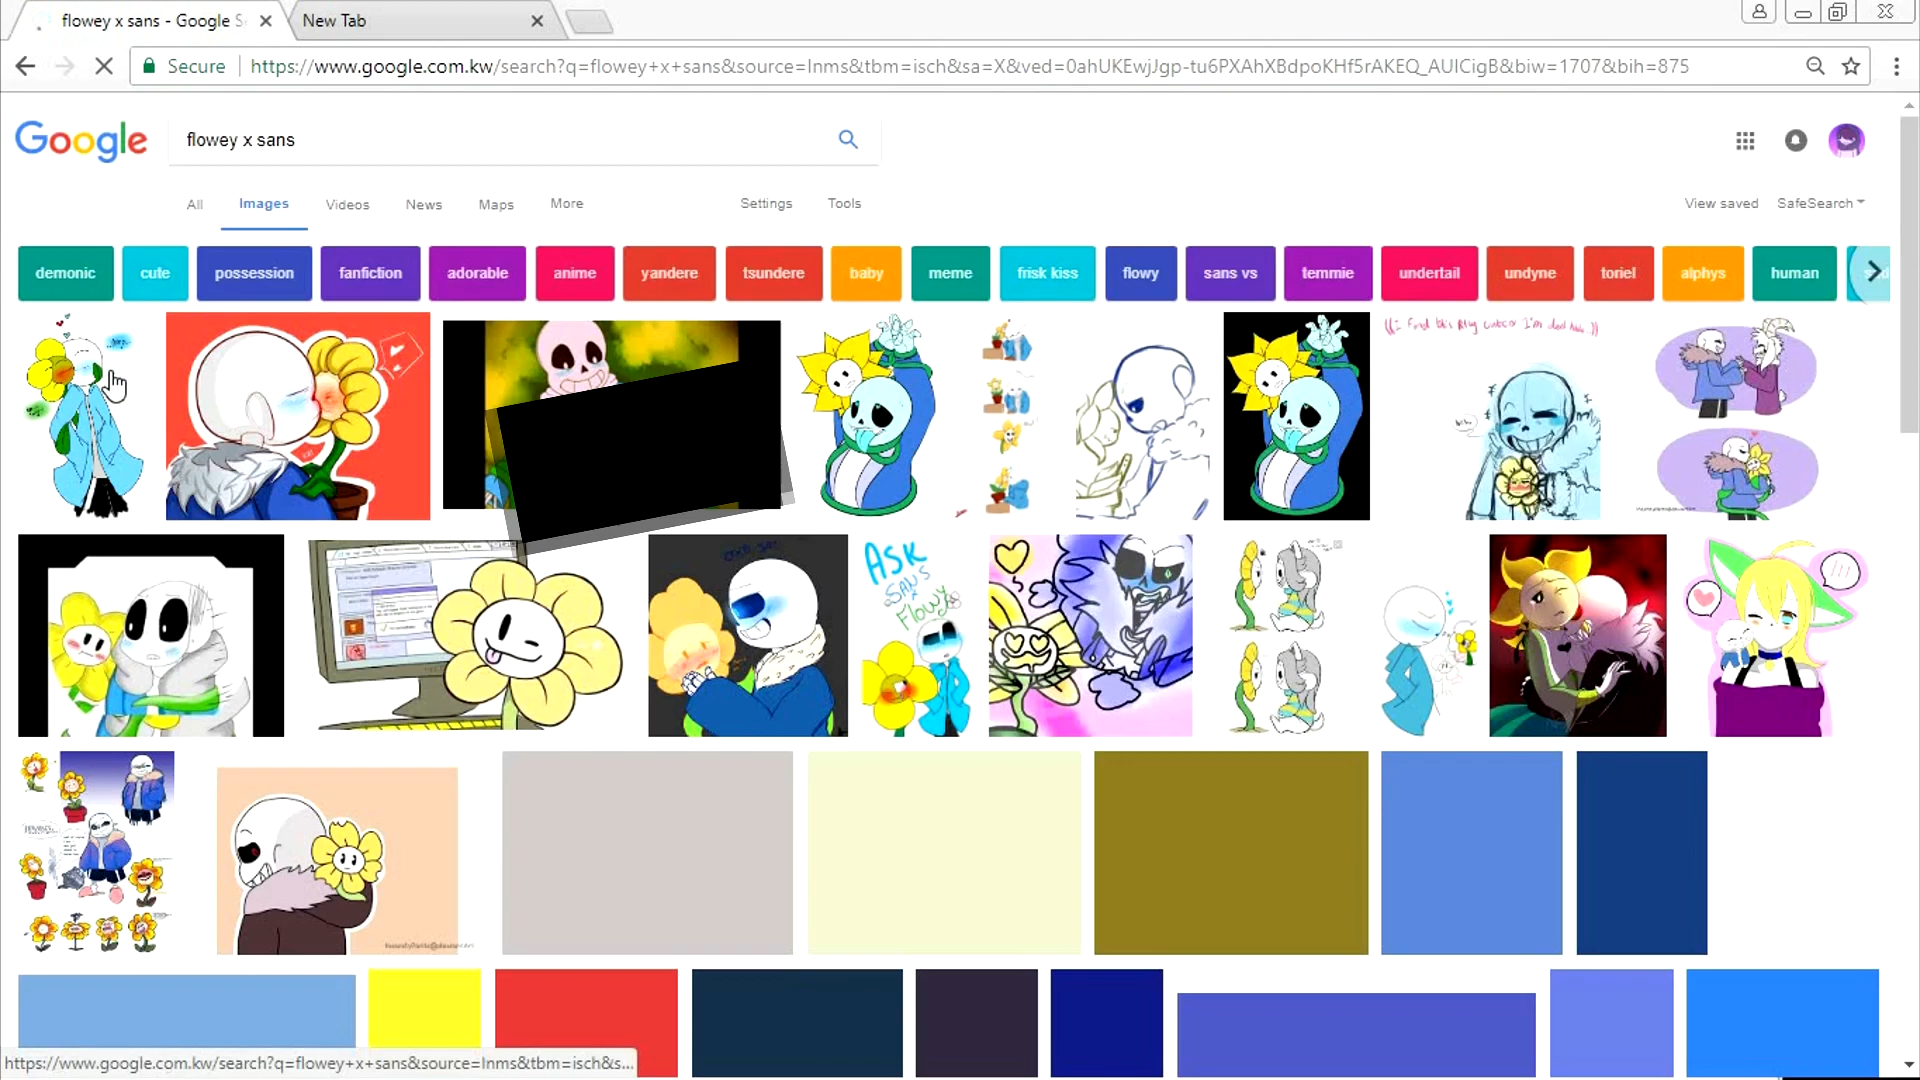 flowey x sans - Google S
New Tab
Secure
https://www.google.com.kw/search?q=flowey+x+sans&source=lnms&tbm=isch&sa=X&ved=0ahUKEwjJgp-tu6PXAhXBdpoKHf5rAKEQ_AUICigB&biw=1707&bih=875
Google
flowey x sans
All
Images
Videos
News
Maps
More
Settings
Tools
View saved
SafeSearch
demonic
cute
possession
fanfiction
adorable
anime
yandere
tsundere
baby
meme
frisk kiss
flowy
sans vs
temmie
undertail
undyne
toriel
alphys
human
ASK
SANS
x
FloWy
https://www.google.com.kw/search?q=flowey+x+sans&source=lnms&tbm=isch&s...